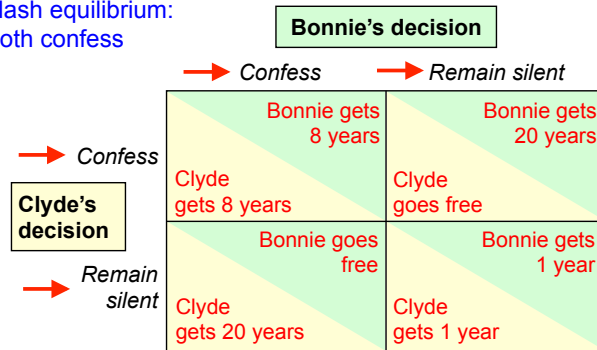 lash equilibrium:
oth confess
Bonnie's decision
Confess
Remain silent
Confess
Bonnie gets
8 years
Clyde
gets 8 years
Bonnie gets
20 years
Clyde
goes free
Clyde's
decision
Remain
silent
Bonnie goes
free
Clyde
gets 20 years
Bonnie gets
1 year
Clyde
gets 1 year